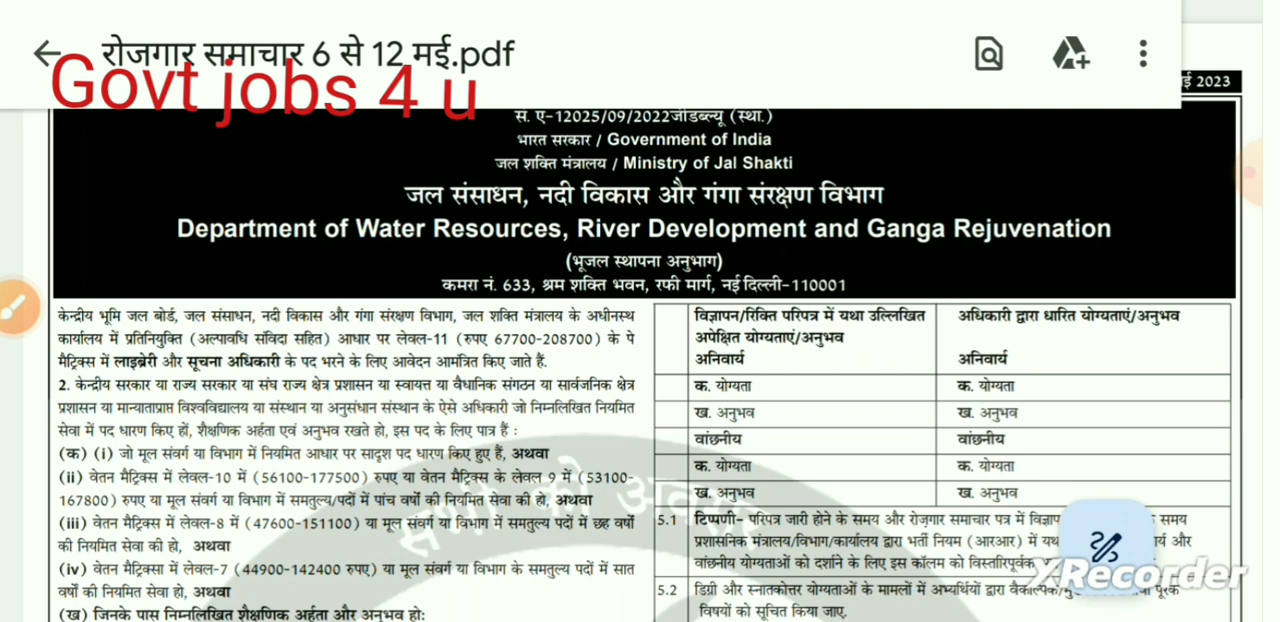 रोजगार समाचार 6 से 12 मई.pdf
Govt jobs 4 u
2023
सं. ए-12025/09/2022जीडब्ल्यू (स्था.)
भारत सरकार / Government of India
जल शक्ति मंत्रालय / Ministry of Jal Shakti
जल संसाधन, नदी विकास और गंगा संरक्षण विभाग
Department of Water Resources, River Development and Ganga Rejuvenation
(भूजल स्थापना अनुभाग)
कमरा नं. 633, श्रम शक्ति भवन, रफी मार्ग, नई दिल्ली-110001
केन्द्रीय भूमि जल बोर्ड, जल संसाधन, नदी विकास और गंगा संरक्षण विभाग, जल शक्ति मंत्रालय के अधीनस्थ
कार्यालय में प्रतिनियुक्ति (अल्पावधि संविदा सहित) आधार पर लेवल-11 (रुपए 67700-208700) के पे
मैट्रिक्स में लाइब्रेरी और सूचना अधिकारी के पद भरने के लिए आवेदन आमंत्रित किए जाते हैं.
2. केन्द्रीय सरकार या राज्य सरकार या संघ राज्य क्षेत्र प्रशासन या स्वायत्त या वैधानिक संगठन या सार्वजनिक क्षेत्र
प्रशासन या मान्यताप्राप्त विश्वविद्यालय या संस्थान या अनुसंधान संस्थान के ऐसे अधिकारी जो निम्नलिखित नियमित
सेवा में पद धारण किए हों, शैक्षणिक अर्हता एवं अनुभव रखते हो, इस पद के लिए पात्र हैं :
(क) (i) जो मूल संवर्ग या विभाग में नियमित आधार पर सादृश पद धारण किए हुए हैं, अथवा
(ii) वेतन मैट्रिक्स में लेवल-10 में (56100-177500) रुपए या वेतन मैट्रिक्स के लेवल 9 में (53100-
167800) रुपए या मूल संवर्ग या विभाग में समतुल्य/पदों में पांच वर्षों की नियमित सेवा की हो, अथवा
(iii) वेतन मैट्रिक्स में लेवल-8 में (47600-151100) या मूल संवर्ग या विभाग में समतुल्य पदों में छह वर्षों
की नियमित सेवा की हो, अथवा
(iv) वेतन मैट्रिक्सा में लेवल-7 (44900-142400 रुपए) या मूल संवर्ग या विभाग के समतुल्य पदों में सात
वर्षों की नियमित सेवा हो, अथवा
(ख) जिनके पास निम्नलिखित शैक्षणिक अर्हता और अनुभव हो:
विज्ञापन/रिक्ति परिपत्र में यथा उल्लिखित अधिकारी द्वारा धारित योग्यताएं/अनुभव
अपेक्षित योग्यताएं/अनुभव
अनिवार्य अनिवार्य
क. योग्यता क. योग्यता
ख. अनुभव ख. अनुभव
वांछनीय वांछनीय
क. योग्यता क. योग्यता
ख. अनुभव ख. अनुभव
5.1 टिप्पणी- परिपत्र जारी होने के समय और रोज़गार समाचार पत्र में समय
प्रशासनिक मंत्रालय/विभाग/कार्यालय द्वारा भर्ती नियम (आरआर) में और
वांछनीय योग्यताओं को दर्शाने के लिए इस कॉलम को
5.2 डिग्री और स्नातकोत्तर योग्यताओं के मामलों में अभ्यर्थियों द्वारा पूरक
विषयों को सूचित किया जाए.
सभी को अवसर
XRecorder